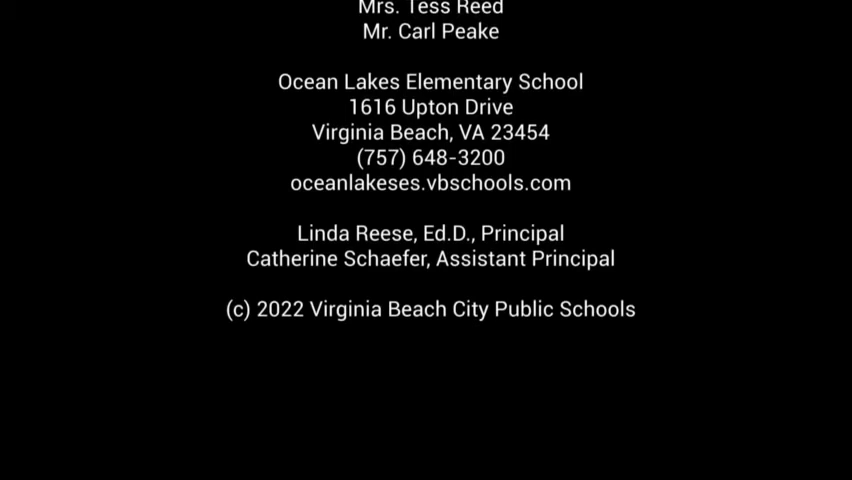 Mrs. Tess Reed
Mr. Carl Peake
Ocean Lakes Elementary School
1616 Upton Drive
Virginia Beach, VA 23454
(757) 648-3200
oceanlakeses.vbschools.com
Linda Reese, Ed.D., Principal
Catherine Schaefer, Assistant Principal
(c) 2022 Virginia Beach City Public Schools